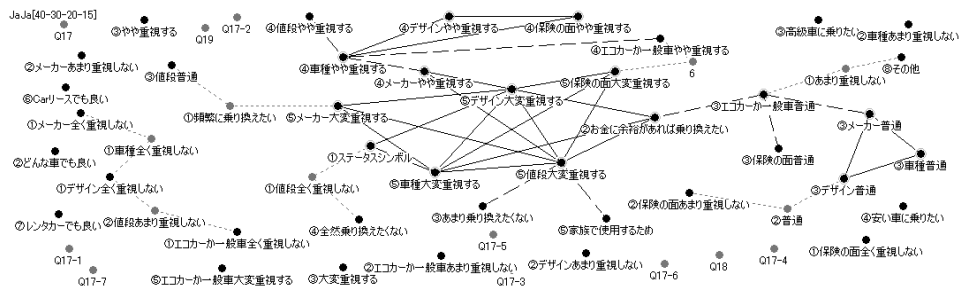 JaJa[40-30-20-15]
Q17
③やや重視する
Q19
Q17-2
④値段やや重視する
④デザインやや重視する
④保険の面やや重視する
③高級車に乗りたい
②車種あまり重視しない
④エコカーか一般車やや重視する
②メーカーあまり重視しない
③値段普通
④車種やや重視する
⑥その他
①あまり重視しない
6
④メーカーやや重視する
⑤保険の面大変重視する
⑥Carリースでも良い
⑤デザイン大変重視する
③エコカーか一般車普通
①メーカー全く重視しない
①頻繁に乗り換えたい
⑤メーカー大変重視する
②お金に余裕があれば乗り換えたい
③メーカー普通
①車種全く重視しない
②どんな車でも良い
①ステータスシンボル
③保険の面普通
③車種普通
①デザイン全く重視しない
①値段全く重視しない
⑤車種大変重視する
⑤値段大変重視する
③デザイン普通
②保険の面あまり重視しない
⑦レンタカーでも良い
②値段あまり重視しない
④全然乗り換えたくない
③あまり乗り換えたくない
⑤家族で使用するため
②普通
④安い車に乗りたい
①エコカーか一般車全く重視しない
Q17-5
Q17-1
②エコカーか一般車あまり重視しない
②デザインあまり重視しない
Q18
Q17-4
①保険の面全く重視しない
Q17-7
⑤エコカーか一般車大変重視する
③大変重視する
Q17-3
Q17-6